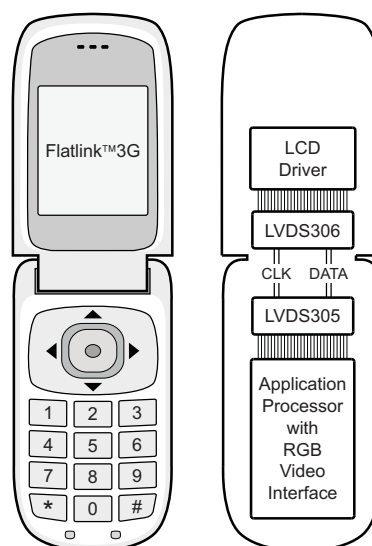 Flatlink™3G
1 2 3
4 5 6
7 8 9
* 0 #
LCD
Driver
LVDS306
CLK DATA
LVDS305
Application
Processor
with
RGB
Video
Interface